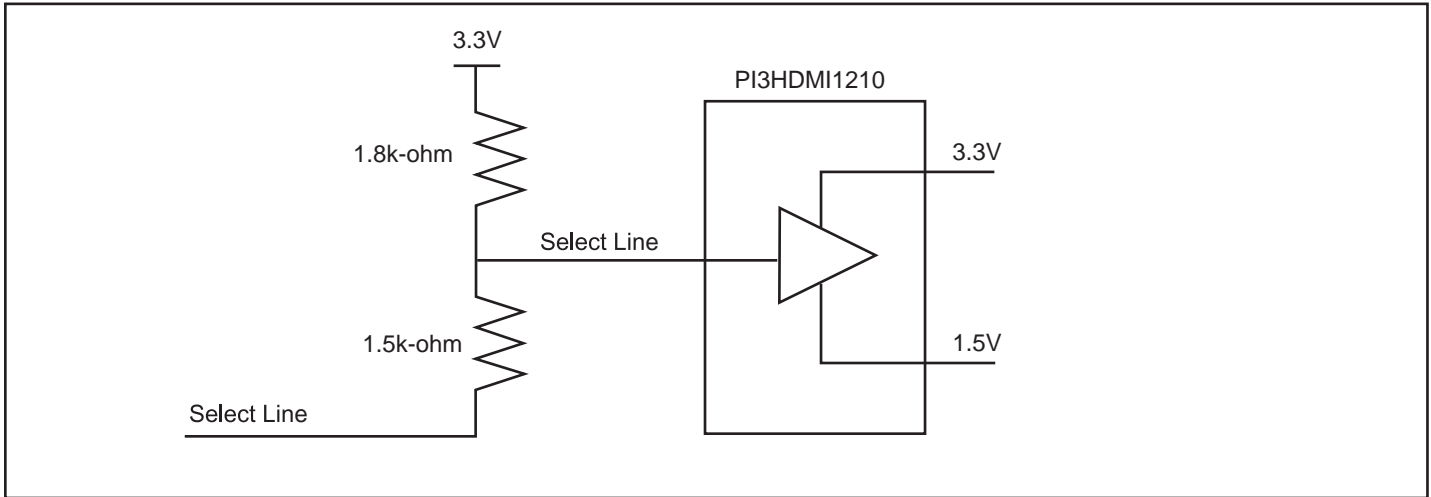 3.3V
PI3HDMI1210
1.8k-ohm
3.3V
Select Line
1.5k-ohm
1.5V
Select Line